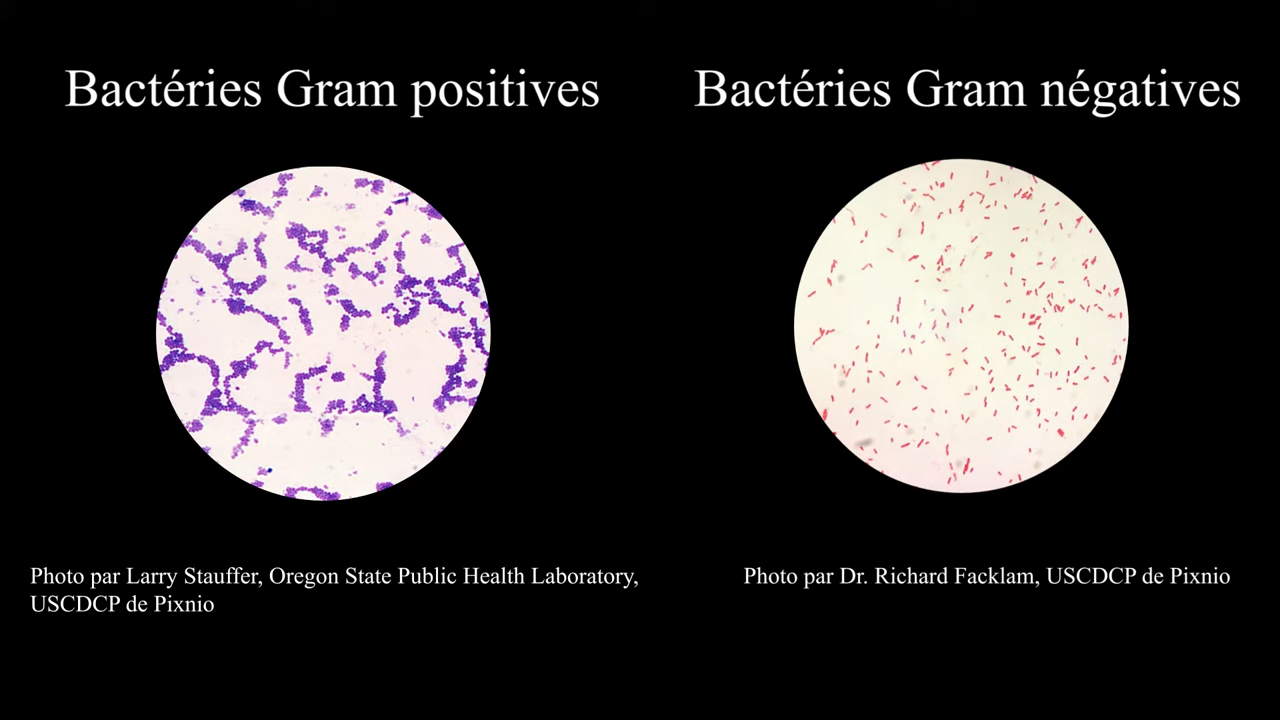 Bactéries Gram positives
Bactéries Gram négatives
Photo par Larry Stauffer, Oregon State Public Health Laboratory,
USCDCP de Pixnio
Photo par Dr. Richard Facklam, USCDCP de Pixnio